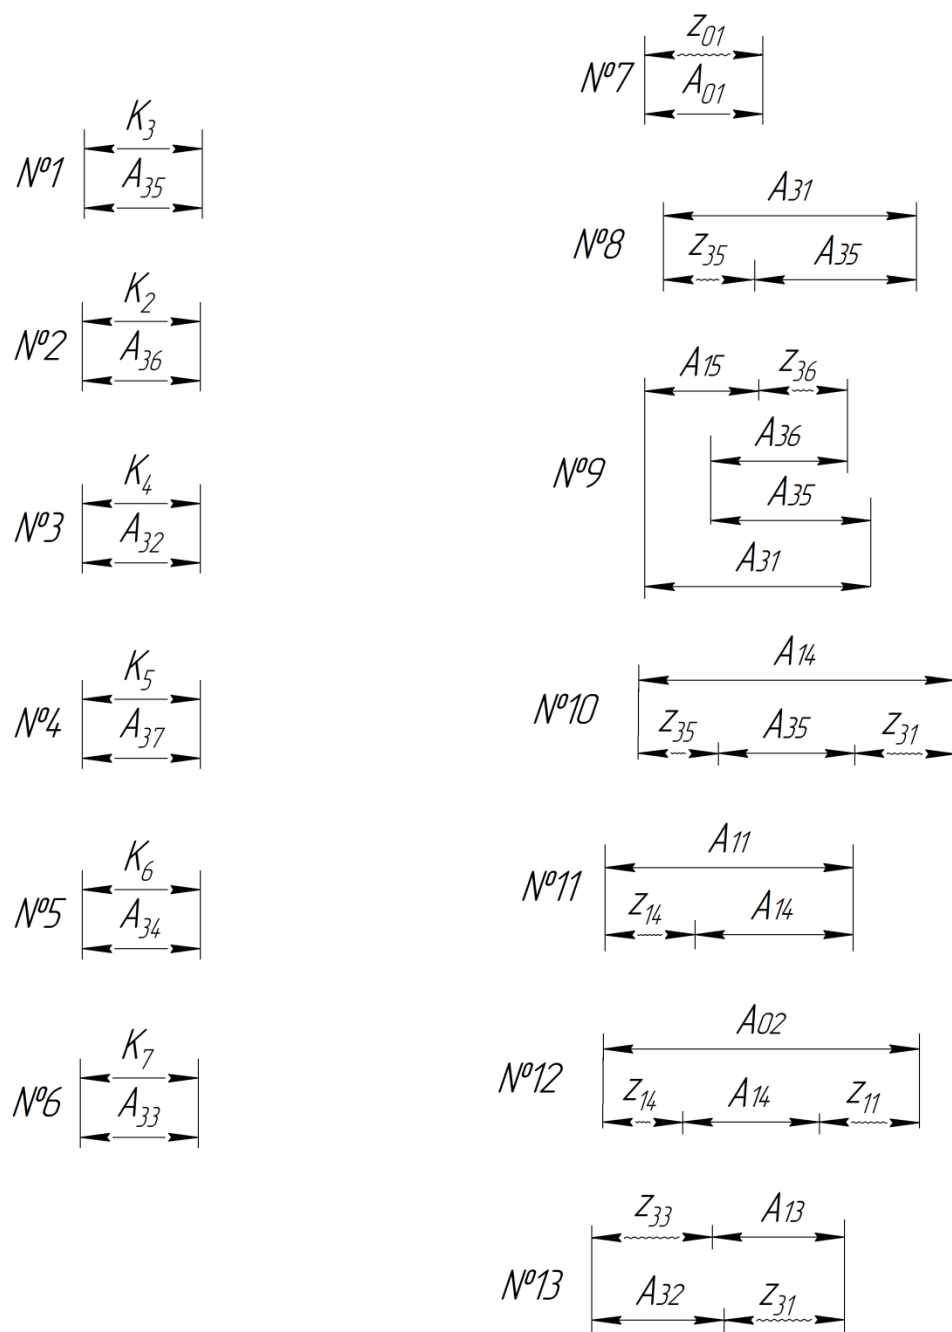 K3
№1
A35
K2
№2
A36
K4
№3
A32
K5
№4
A37
K6
№5
A34
K7
№6
A33
z01
№7
A01
A31
№8
z35 A35
A15 z36
A36
№9
A35
A31
A14
№10
z35 A35 z31
A11
№11
z14 A14
A02
№12
z14 A14 z11
z33 A13
№13
A32 z31